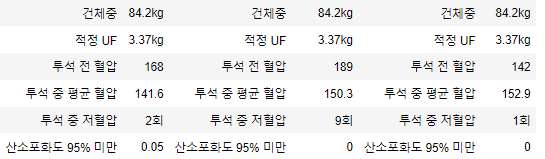 건체중 84.2kg 건체중 84.2kg 건체중 84.2kg
적정 UF 3.37kg 적정 UF 3.37kg 적정 UF 3.37kg
투석 전 혈압 168 투석 전 혈압 189 투석 전 혈압 142
투석 중 평균 혈압 141.6 투석 중 평균 혈압 150.3 투석 중 평균 혈압 152.9
투석 중 저혈압 2회 투석 중 저혈압 9회 투석 중 저혈압 1회
산소포화도 95% 미만 0.05 산소포화도 95% 미만 0 산소포화도 95% 미만 0